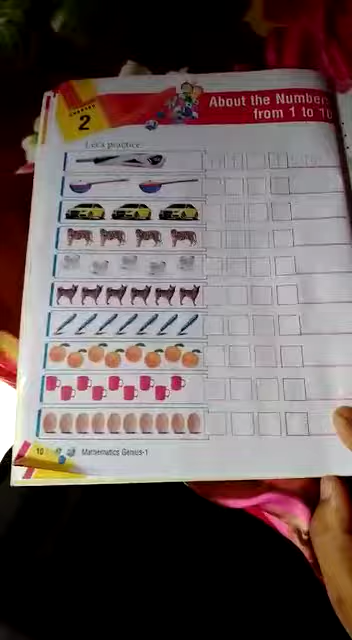 CHAPTER
2
About the Number
from 1 to 10
Let's practice
10
Mathematics Genius-1